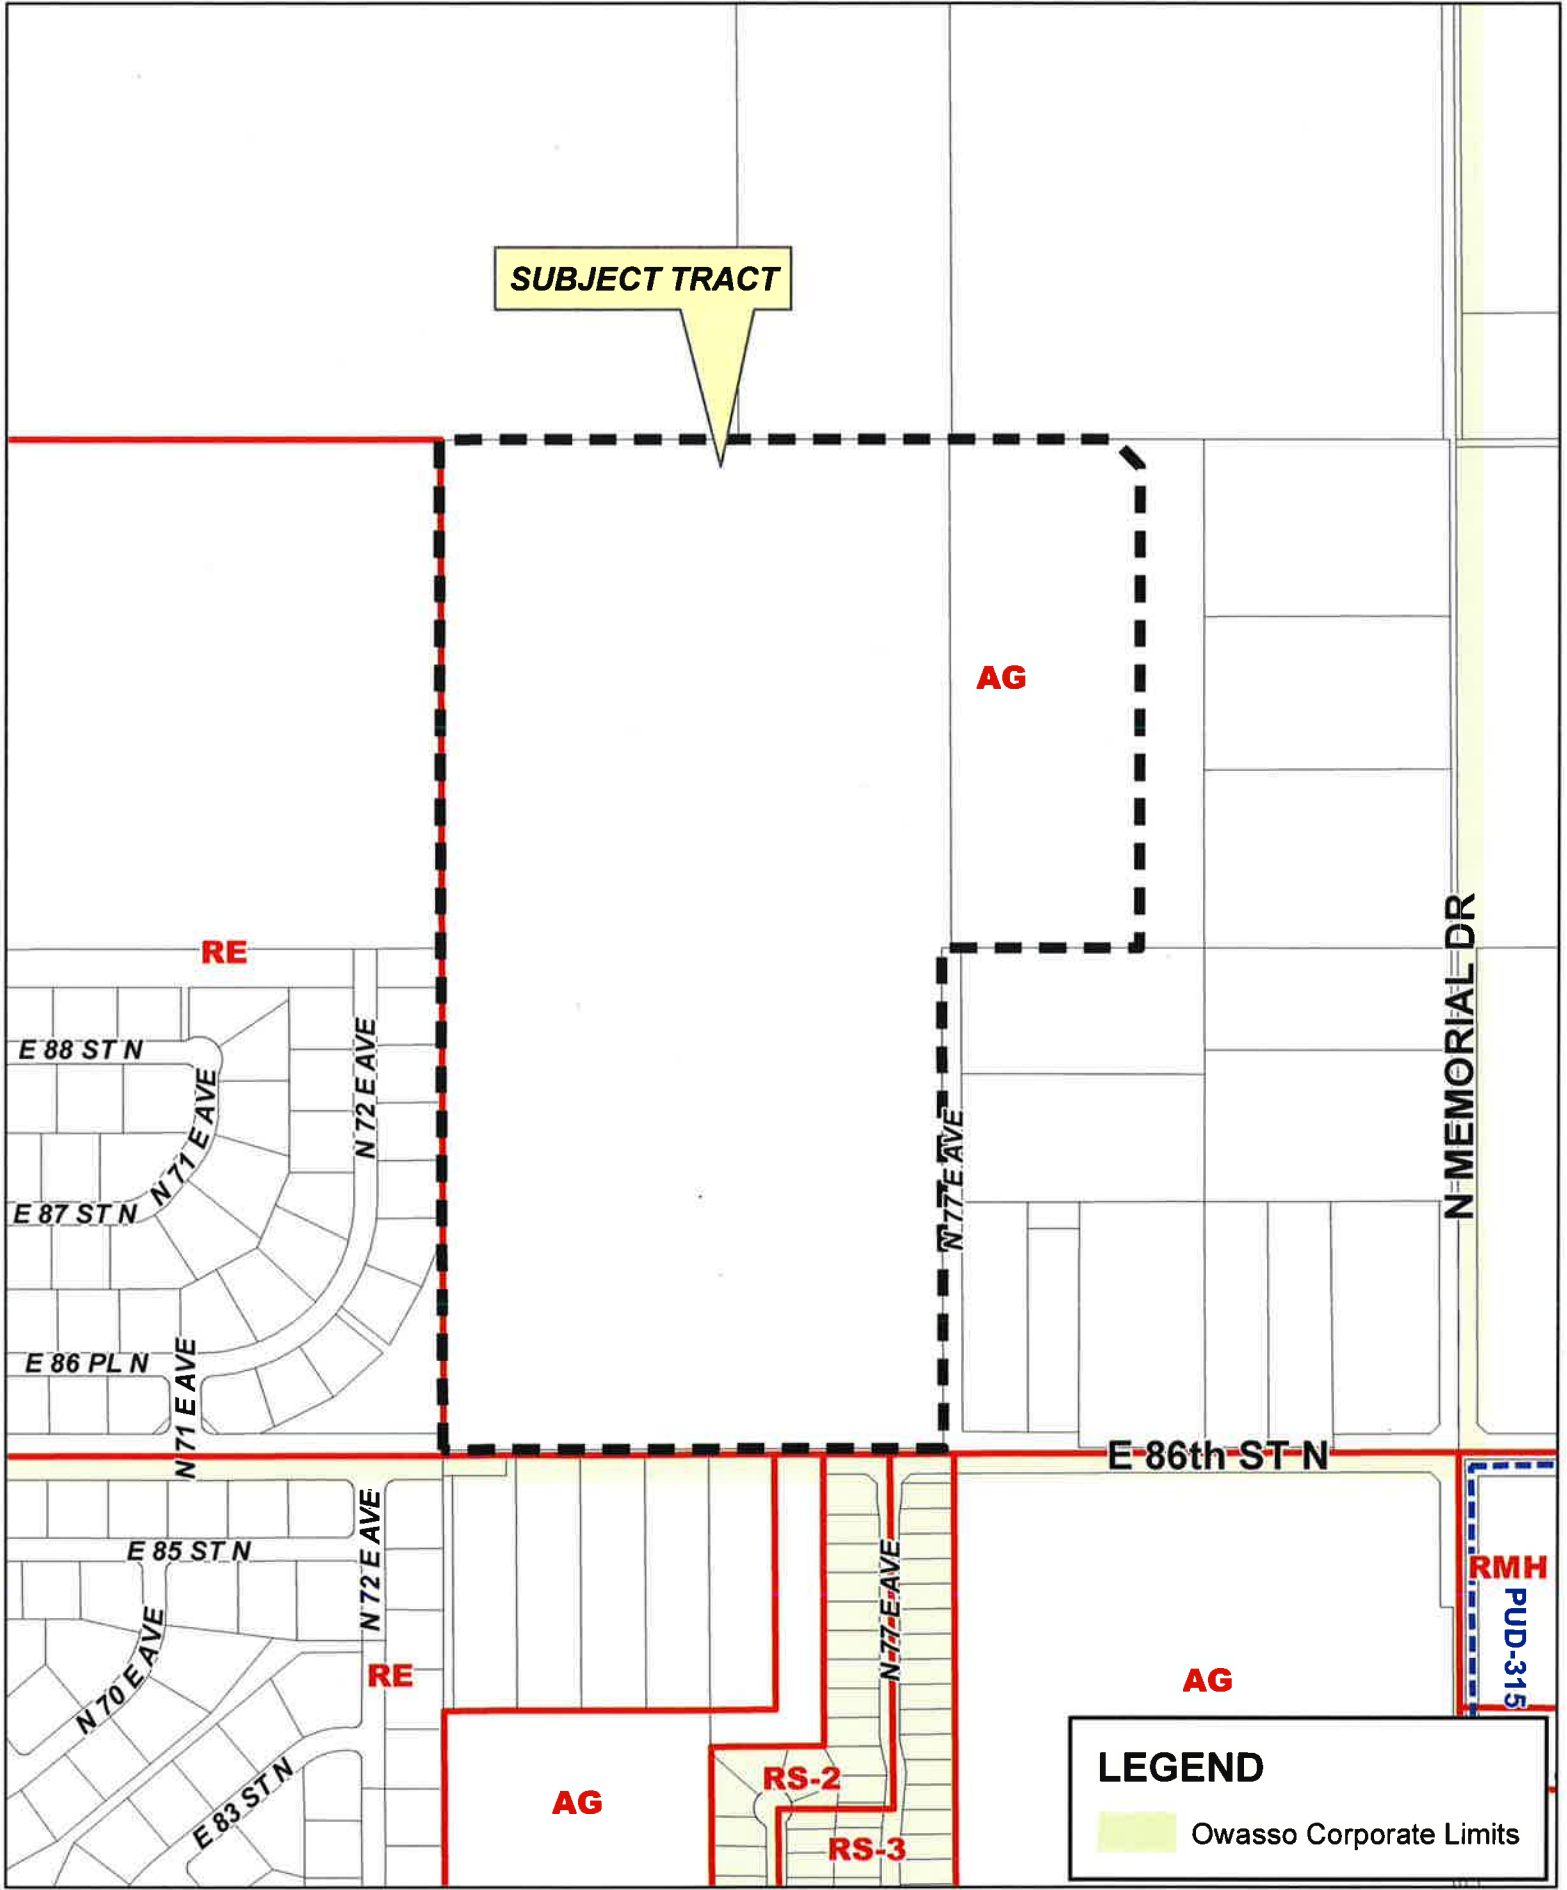 SUBJECT TRACT
AG
RE
E 88 ST N
N 72 E AVE
N 71 E AVE
E 87 ST N
N 77 E AVE
N MEMORIAL DR
E 86 PL N
N 71 E AVE
E 86th ST N
E 85 ST N
N 72 E AVE
N 77 E AVE
RMH
PUD-315
N 70 E AVE
RE
AG
E 83 ST N
AG
RS-2
RS-3
LEGEND
Owasso Corporate Limits